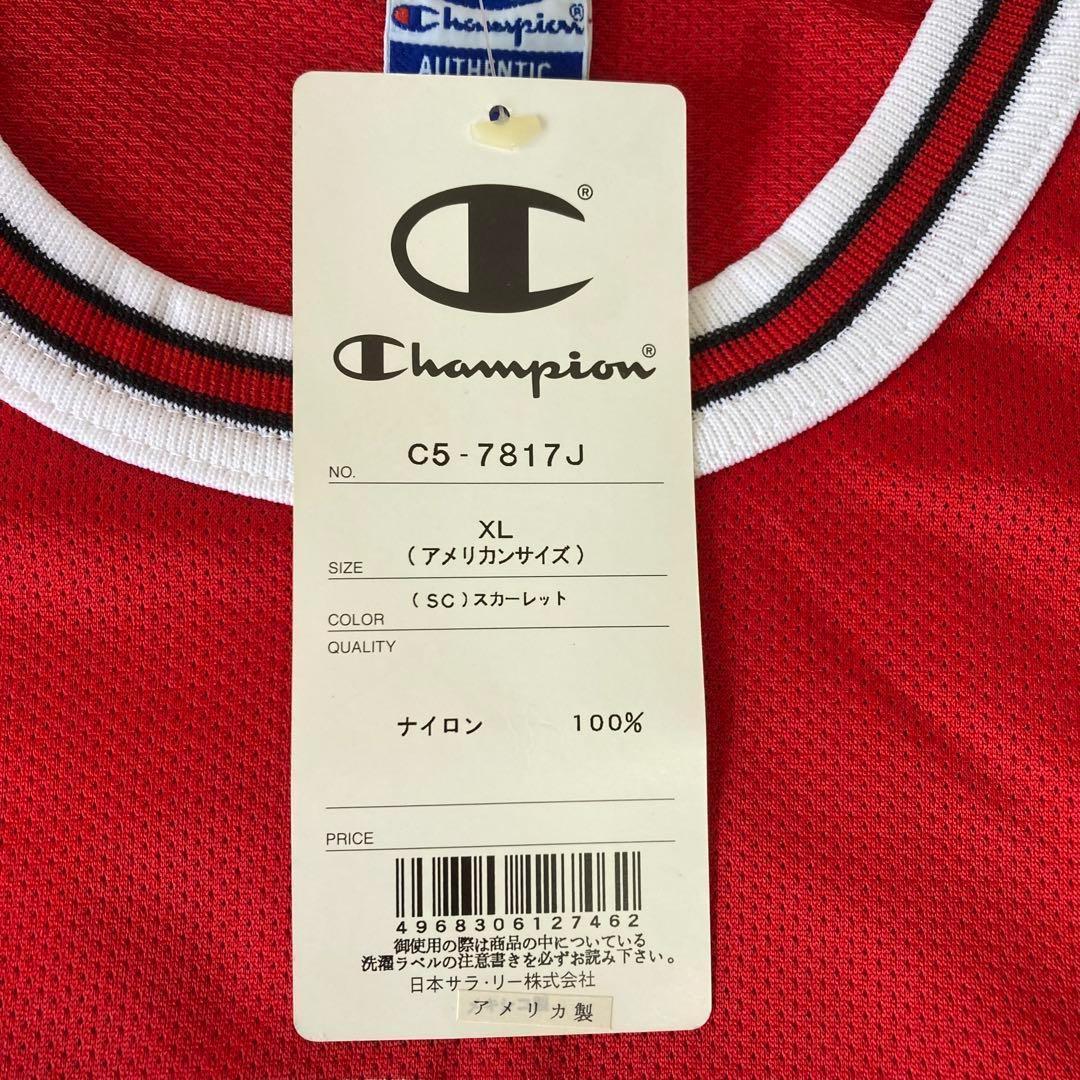 Champion®
AUTHENTIC
®
Champion®
NO. C5-7817J
XL
SIZE (アメリカンサイズ)
(SC)スカーレット
COLOR
QUALITY
ナイロン 100%
PRICE
4968306127462
御使用の際は商品の中についている
洗濯ラベルの注意書きを必ずお読み下さい。
日本サラ・リー株式会社
アメリカ製